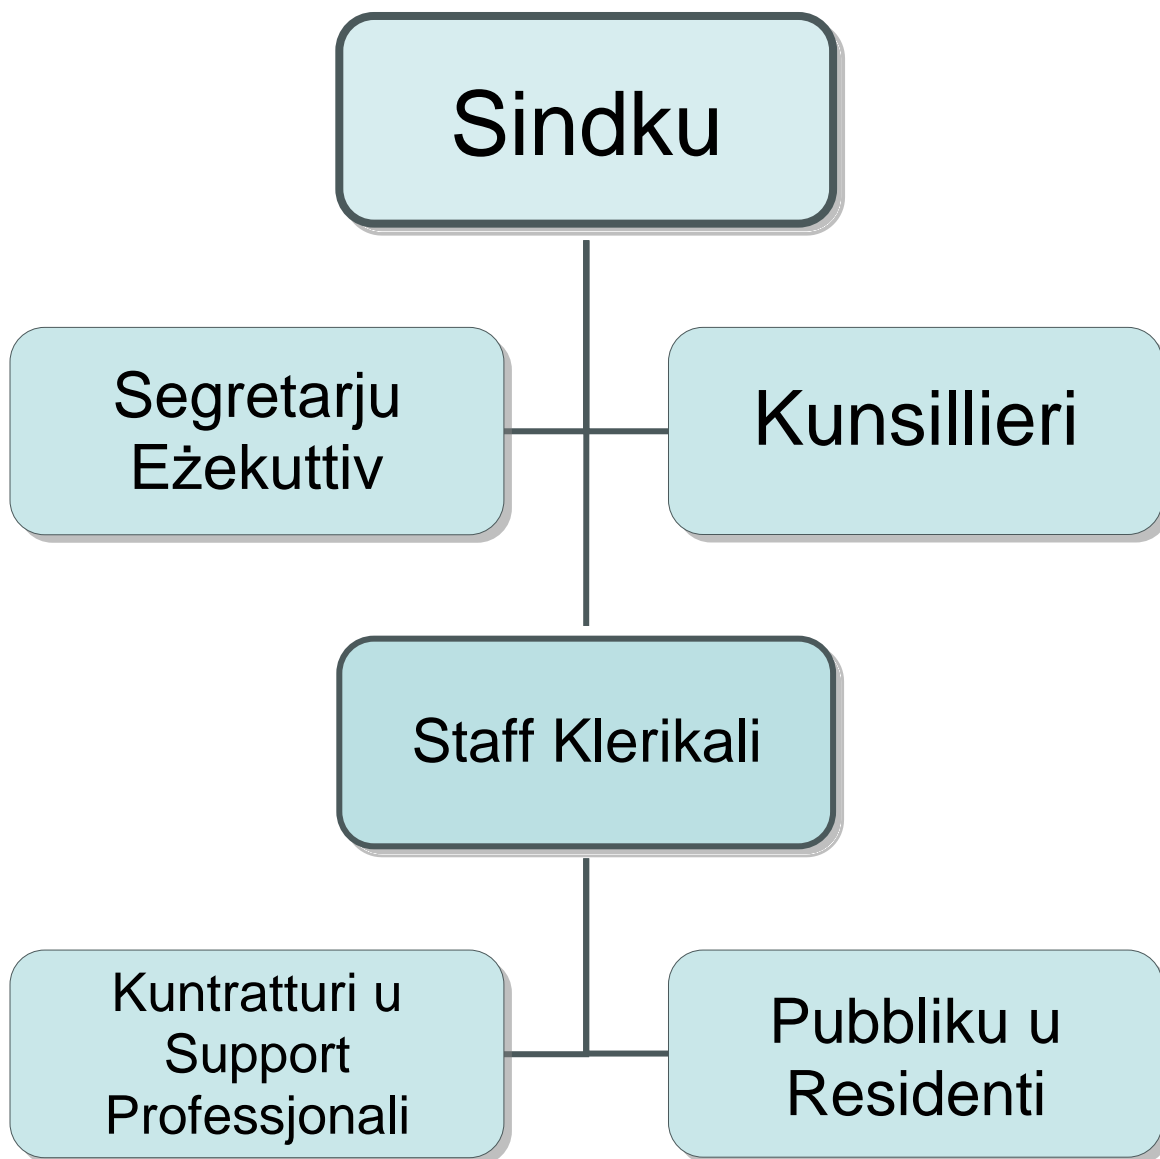 Sindku
Segretarju
Eżekuttiv
Kunsillieri
Staff Klerikali
Kuntratturi u
Support
Professjonali
Pubbliku u
Residenti